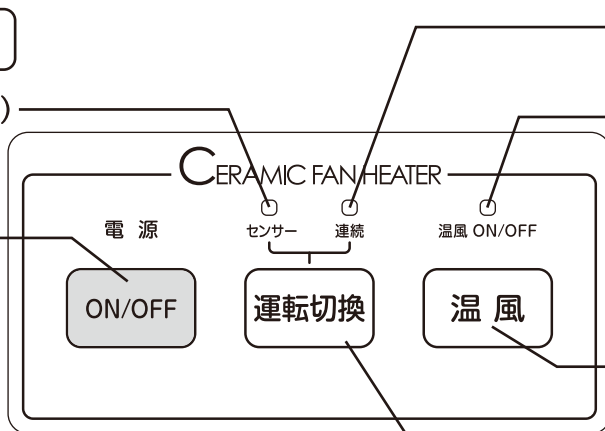 )
CERAMIC FAN HEATER
電源
センサー
連続
温風 ON/OFF
ON/OFF
運転切換
温風